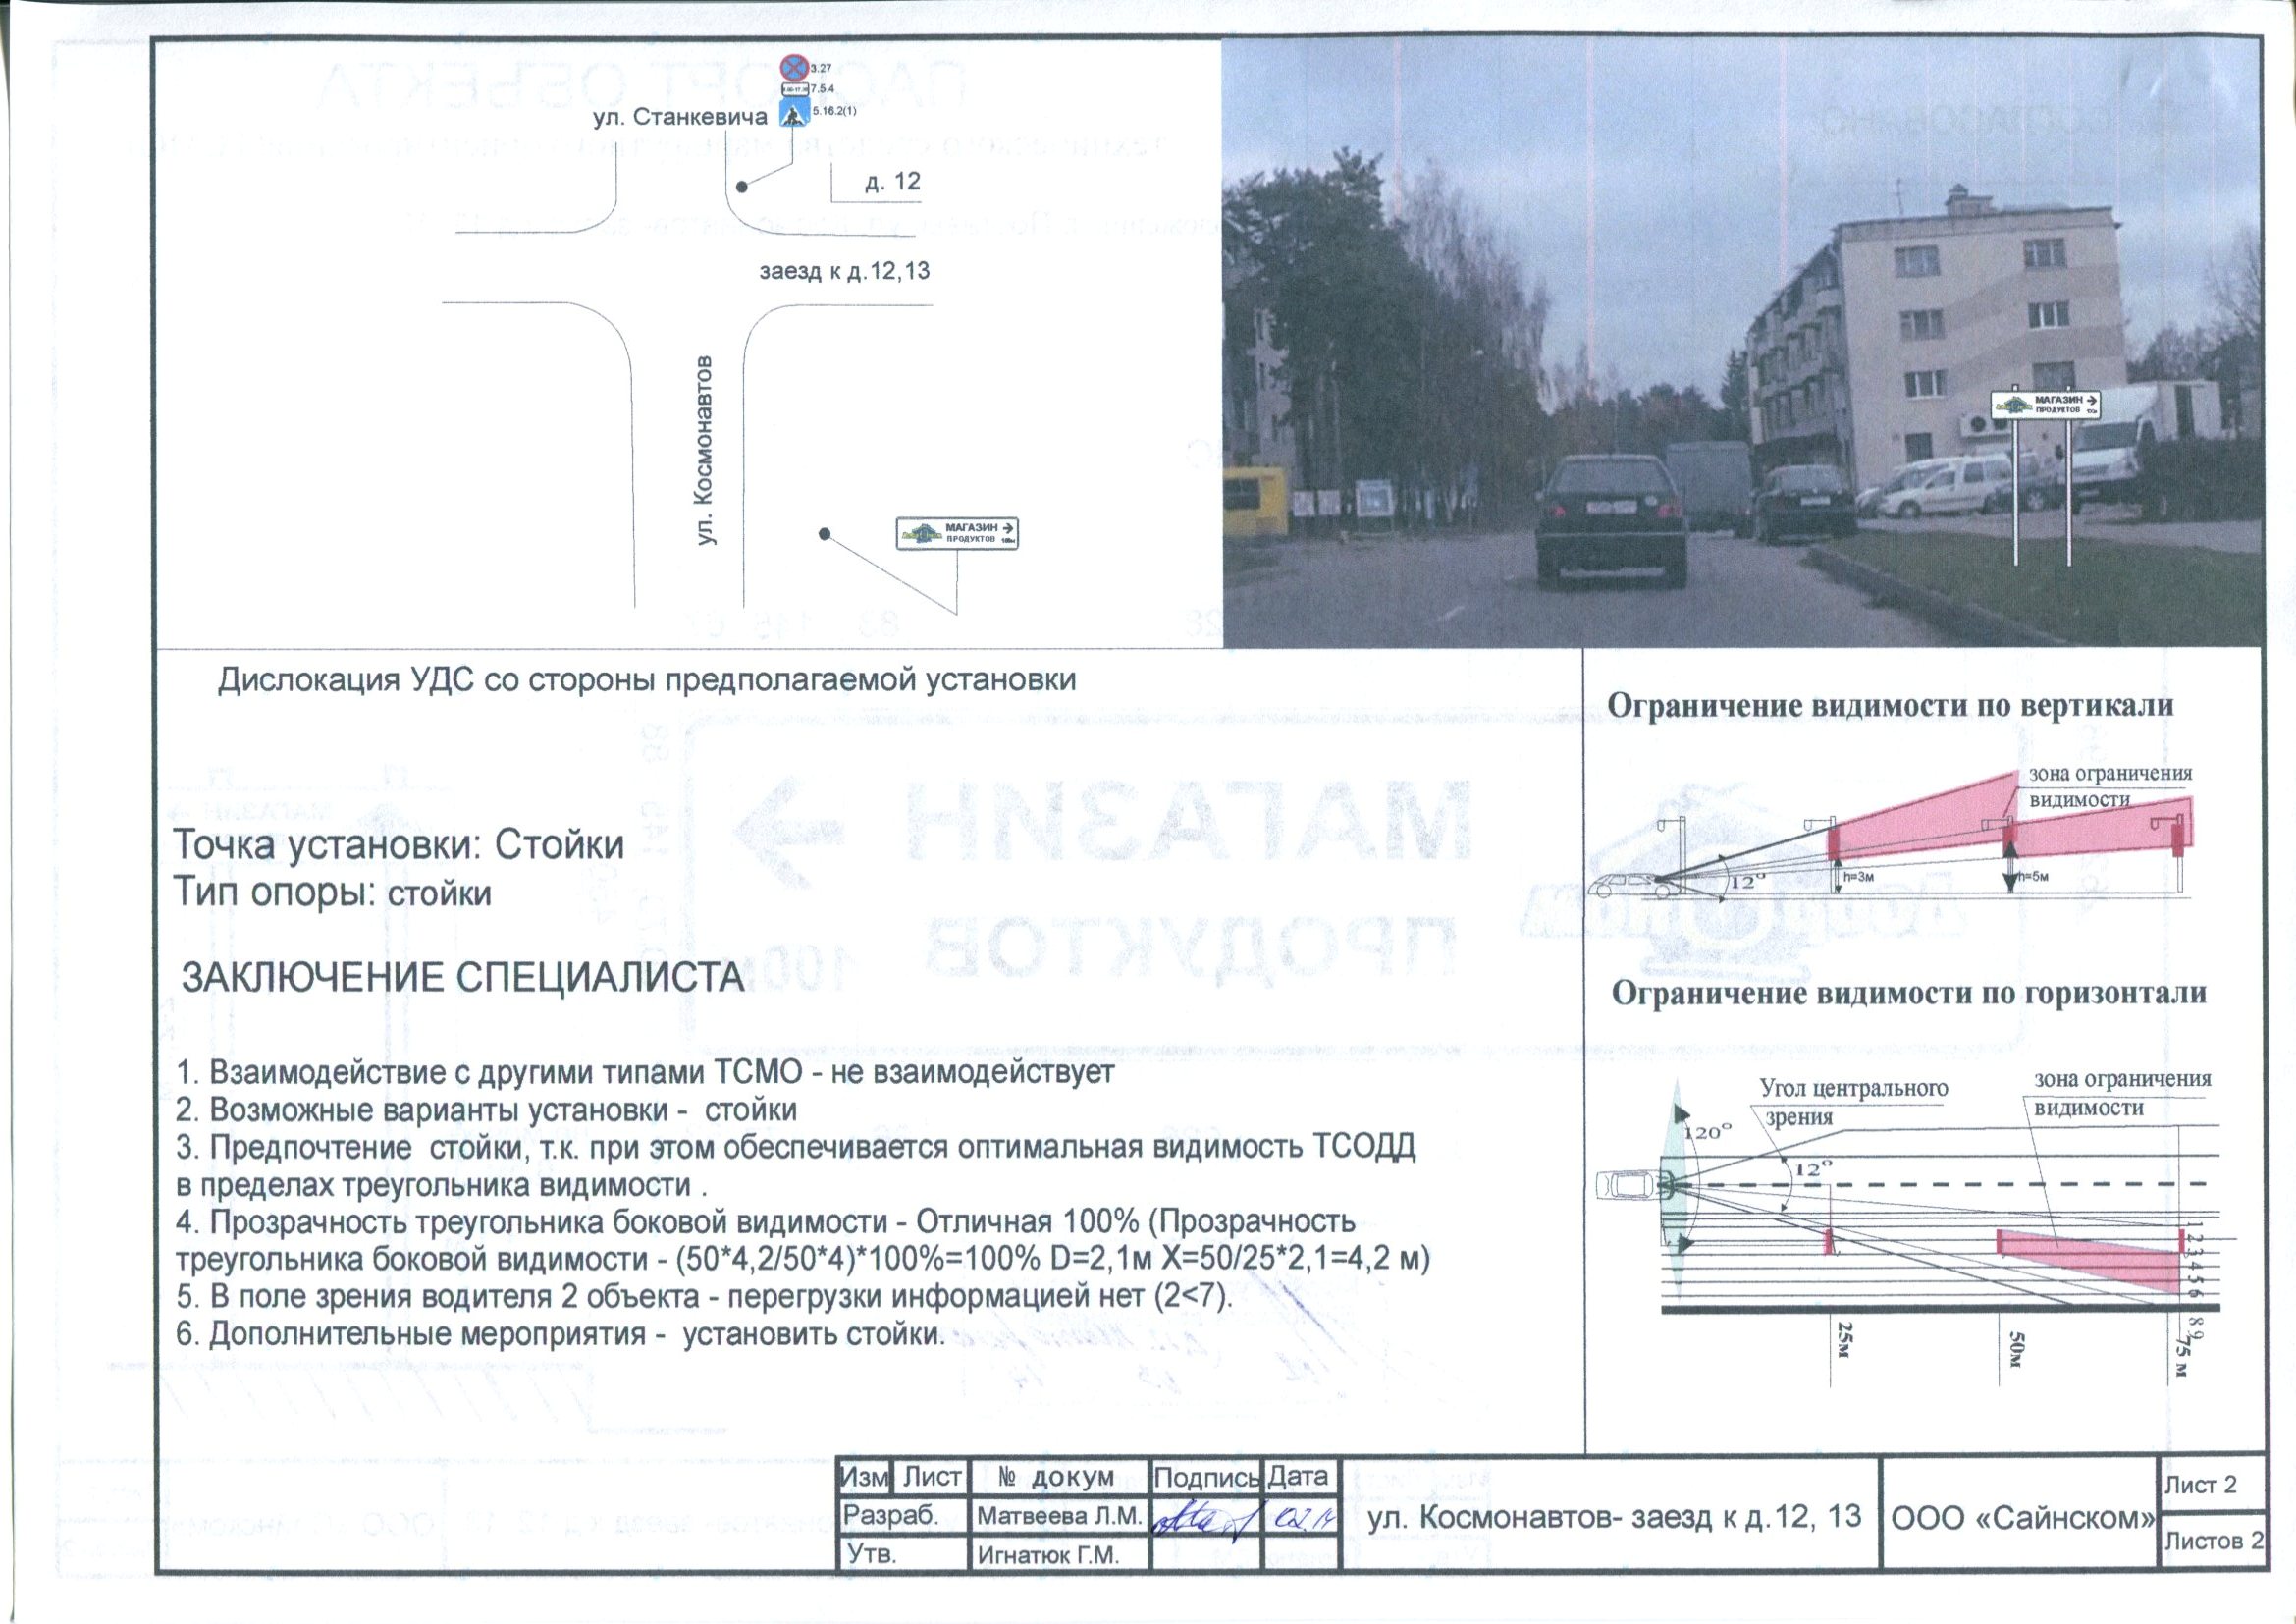 3.27
7.5.4
5.16.2(1)
ул. Станкевича
д. 12
заезд к д.12,13
ул. Космонавтов
МАГАЗИН
ПРОДУКТОВ
МАГАЗИН
ПРОДУКТОВ
Дислокация УДС со стороны предполагаемой установки
Точка установки: Стойки
Тип опоры: стойки
ЗАКЛЮЧЕНИЕ СПЕЦИАЛИСТА
1. Взаимодействие с другими типами ТСМО - не взаимодействует
2. Возможные варианты установки - стойки
3. Предпочтение стойки, т.к. при этом обеспечивается оптимальная видимость ТСОДД
в пределах треугольника видимости .
4. Прозрачность треугольника боковой видимости - Отличная 100% (Прозрачность
треугольника боковой видимости - (50*4,2/50*4)*100%=100% D=2,1м X=50/25*2,1=4,2 м)
5. В поле зрения водителя 2 объекта - перегрузки информацией нет (2<7).
6. Дополнительные мероприятия - установить стойки.
Ограничение видимости по вертикали
зона ограничения
видимости
12°
h=3м
h=5м
Ограничение видимости по горизонтали
Угол центрального
зрения
зона ограничения
видимости
120°
12°
1 2 3 4 5 6
8 9
25м
50м
75 м
Изм Лист № докум Подпись Дата
Разраб. Матвеева Л.М.
Утв. Игнатюк Г.М.
ул. Космонавтов- заезд к д.12, 13
ООО «Сайнском»
Лист 2
Листов 2